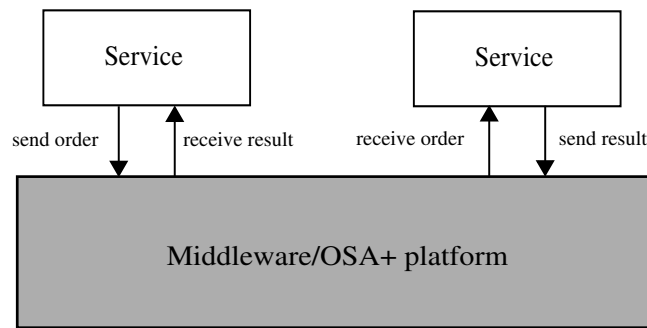 Service
Service
send order
receive result
receive order
send result
Middleware/OSA+ platform